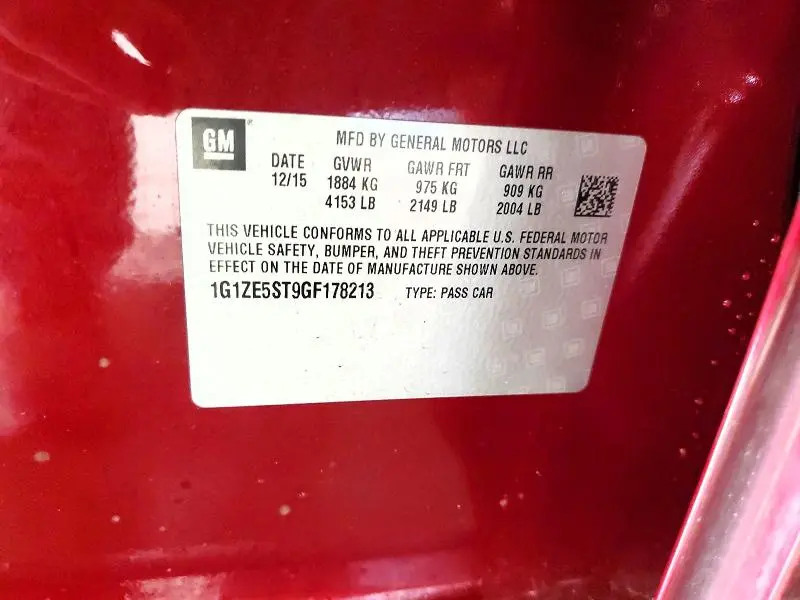 GM
MFD BY GENERAL MOTORS LLC
DATE GVWR GAWR FRT GAWR RR
12/15 1884 KG 975 KG 909 KG
4153 LB 2149 LB 2004 LB
THIS VEHICLE CONFORMS TO ALL APPLICABLE U.S. FEDERAL MOTOR
VEHICLE SAFETY, BUMPER, AND THEFT PREVENTION STANDARDS IN
EFFECT ON THE DATE OF MANUFACTURE SHOWN ABOVE.
1G1ZE5ST9GF178213 TYPE: PASS CAR